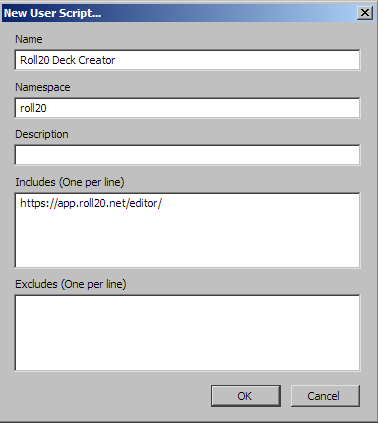 New User Script...
Name
Roll20 Deck Creator
Namespace
roll20
Description
Includes (One per line)
https://app.roll20.net/editor/
Excludes (One per line)
OK
Cancel